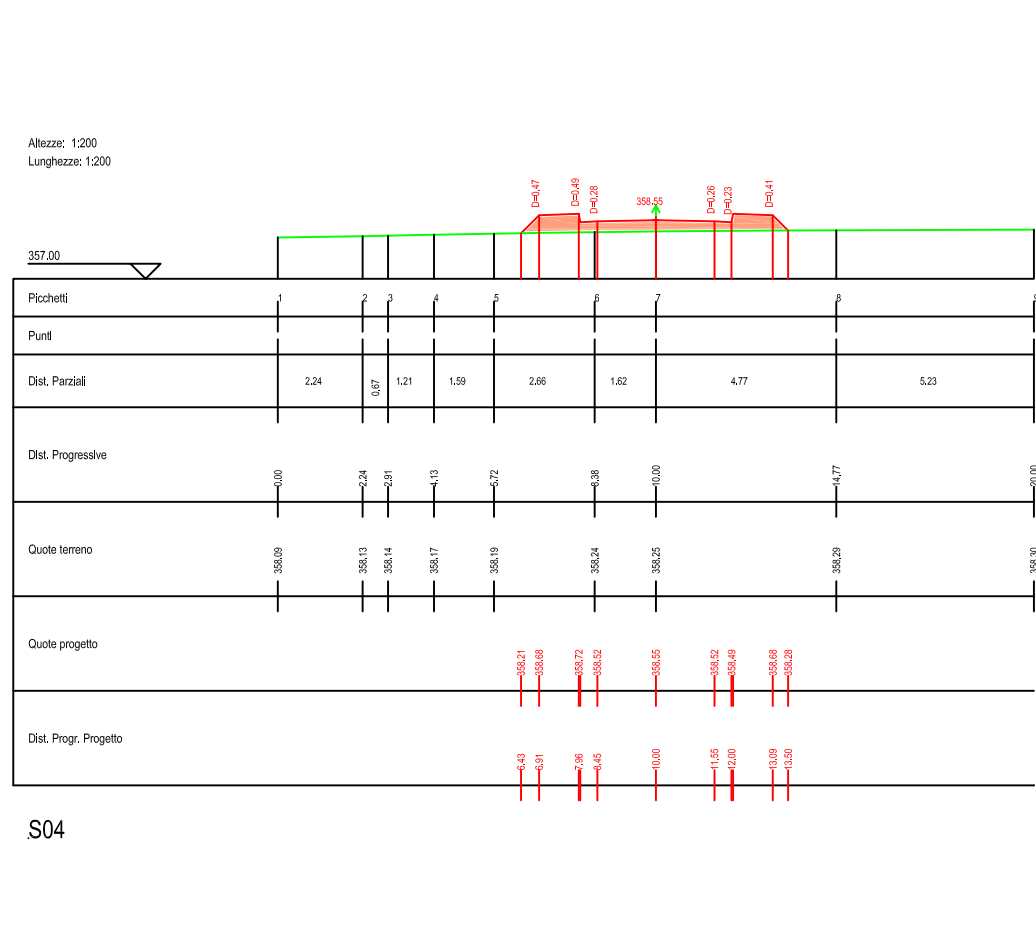 Altezze: 1:200
Lunghezze: 1:200
D=0.47 D=0.49 D=0.28 358.55 D=0.26 D=0.23 D=0.41
357.00
Picchetti 1 2 3 4 5 6 7 8 9
Punti
Dist. Parziali 2.24 0.67 1.21 1.59 2.66 1.62 4.77 5.23
Dist. Progressive 0.00 2.24 2.91 4.13 5.72 8.38 10.00 14.77 20.00
Quote terreno 358.09 358.13 358.14 358.17 358.19 358.24 358.25 358.29 358.30
Quote progetto 358.21 358.68 358.72 358.52 358.55 358.52 358.49 358.68 358.28
Dist. Progr. Progetto 6.43 6.91 7.96 8.45 10.00 11.55 12.00 13.09 13.50
S04